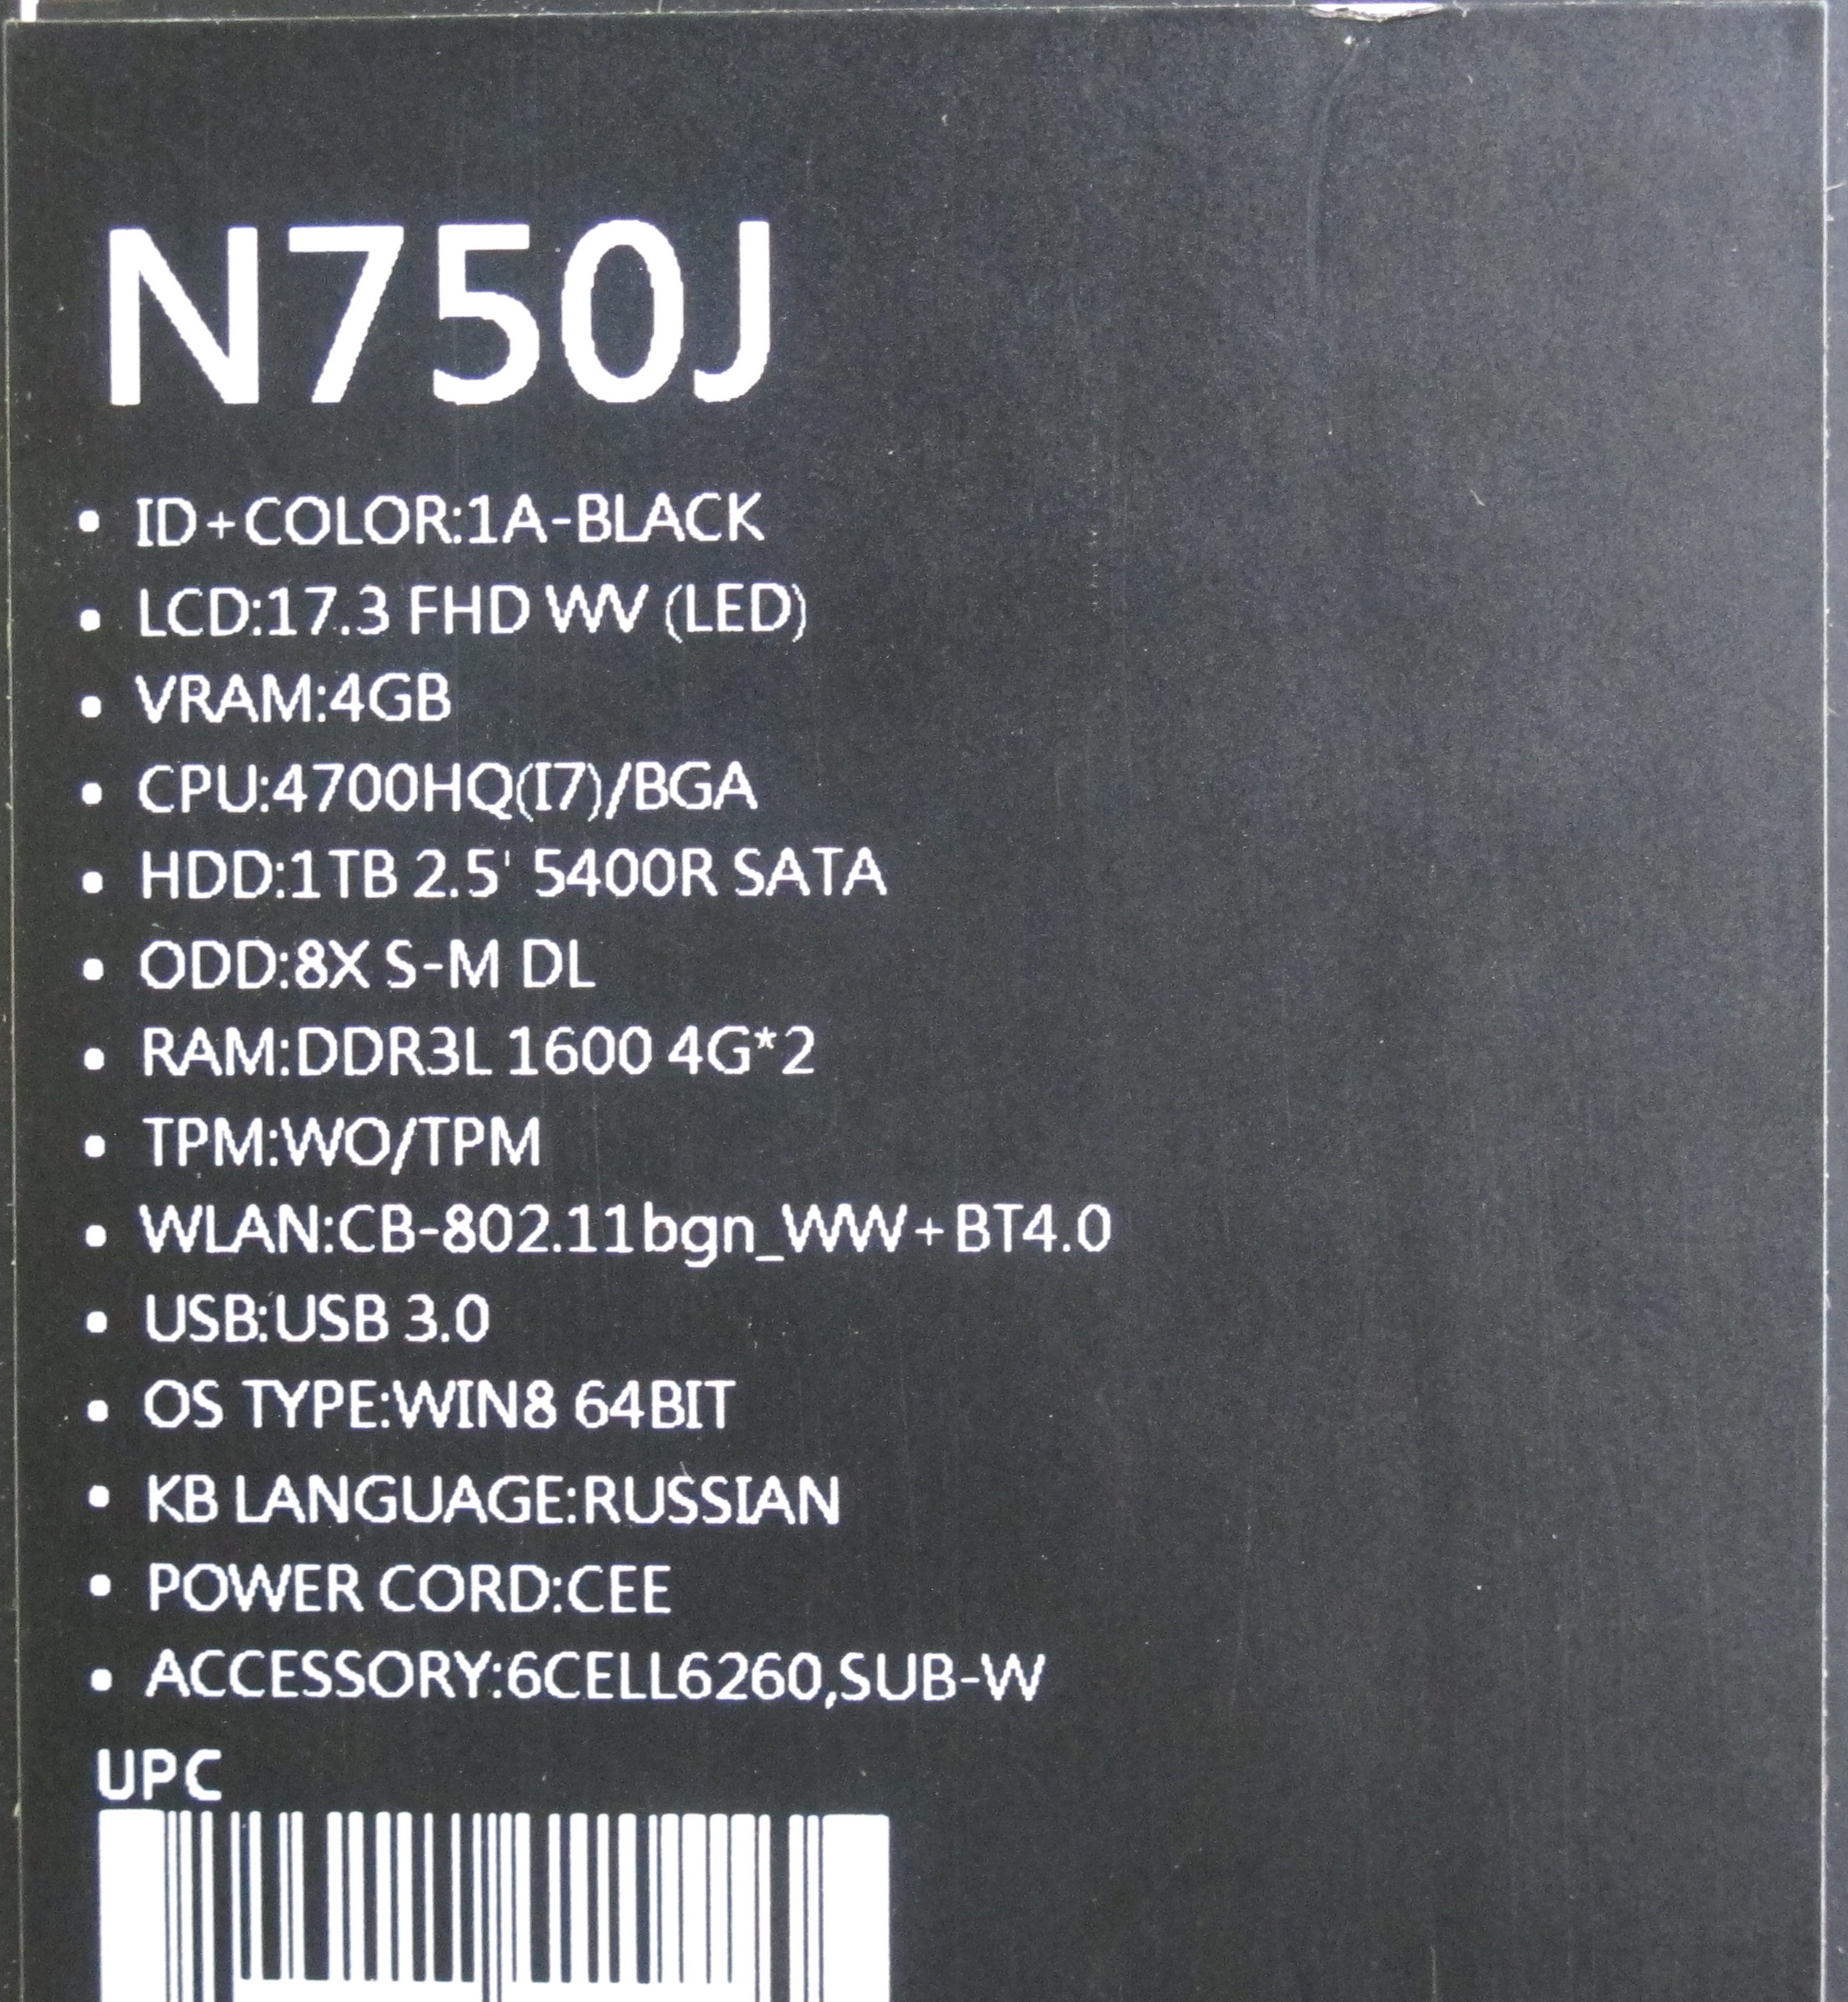 N750J
• ID+COLOR:1A-BLACK
• LCD:17.3 FHD WV (LED)
• VRAM:4GB
• CPU:4700HQ(I7)/BGA
• HDD:1TB 2.5' 5400R SATA
• ODD:8X S-M DL
• RAM:DDR3L 1600 4G*2
• TPM:WO/TPM
• WLAN:CB-802.11bgn_WW+BT4.0
• USB:USB 3.0
• OS TYPE:WIN8 64BIT
• KB LANGUAGE:RUSSIAN
• POWER CORD:CEE
• ACCESSORY:6CELL6260,SUB-W
UPC